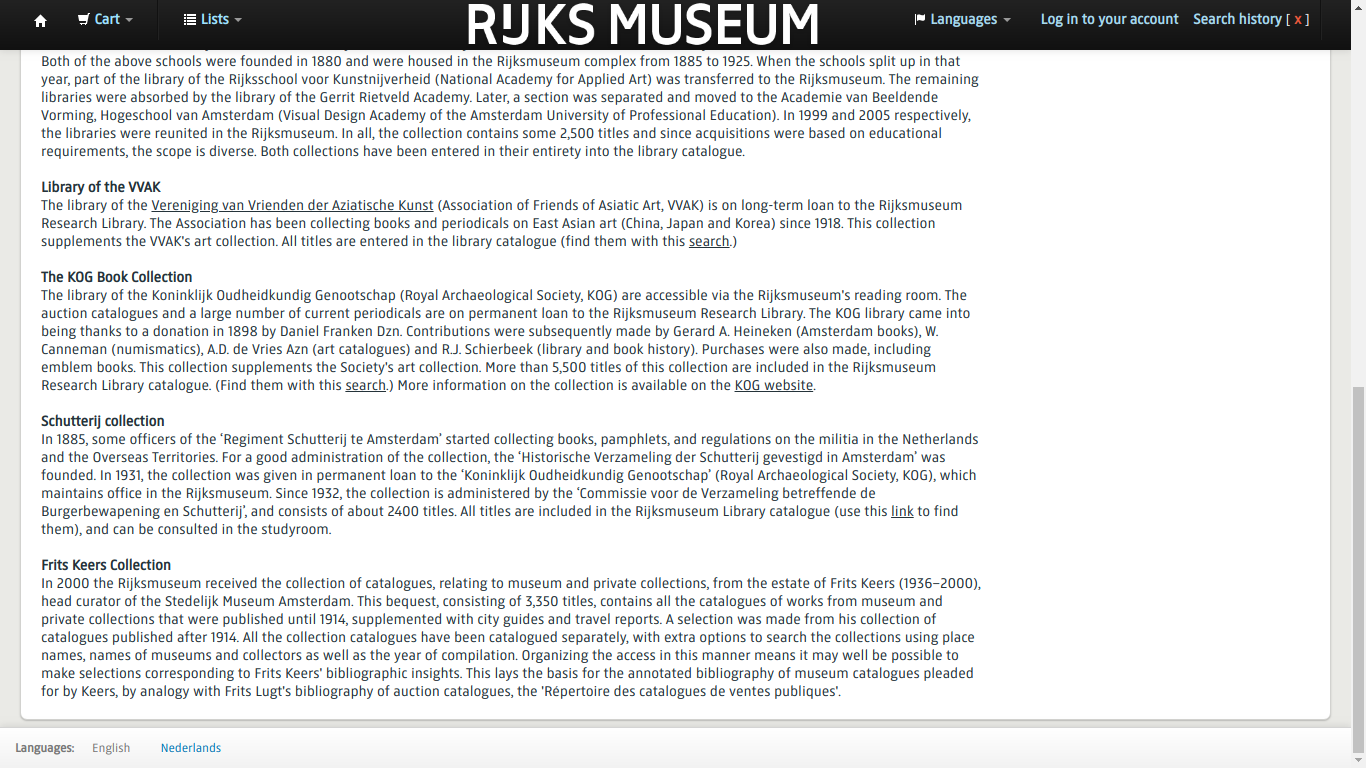 Cart
Lists
RIJKS MUSEUM
Languages
Log in to your account
Search history [ x ]
Both of the above schools were founded in 1880 and were housed in the Rijksmuseum complex from 1885 to 1925. When the schools split up in that
year, part of the library of the Rijksschool voor Kunstnijverheid (National Academy for Applied Art) was transferred to the Rijksmuseum. The remaining
libraries were absorbed by the library of the Gerrit Rietveld Academy. Later, a section was separated and moved to the Academie van Beeldende
Vorming, Hogeschool van Amsterdam (Visual Design Academy of the Amsterdam University of Professional Education). In 1999 and 2005 respectively,
the libraries were reunited in the Rijksmuseum. In all, the collection contains some 2,500 titles and since acquisitions were based on educational
requirements, the scope is diverse. Both collections have been entered in their entirety into the library catalogue.
Library of the VVAK
The library of the Vereniging van Vrienden der Aziatische Kunst (Association of Friends of Asiatic Art, VVAK) is on long-term loan to the Rijksmuseum
Research Library. The Association has been collecting books and periodicals on East Asian art (China, Japan and Korea) since 1918. This collection
supplements the VVAK's art collection. All titles are entered in the library catalogue (find them with this search.)
The KOG Book Collection
The library of the Koninklijk Oudheidkundig Genootschap (Royal Archaeological Society, KOG) are accessible via the Rijksmuseum's reading room. The
auction catalogues and a large number of current periodicals are on permanent loan to the Rijksmuseum Research Library. The KOG library came into
being thanks to a donation in 1898 by Daniel Franken Dzn. Contributions were subsequently made by Gerard A. Heineken (Amsterdam books), W.
Canneman (numismatics), A.D. de Vries Azn (art catalogues) and R.J. Schierbeek (library and book history). Purchases were also made, including
emblem books. This collection supplements the Society's art collection. More than 5,500 titles of this collection are included in the Rijksmuseum
Research Library catalogue. (Find them with this search.) More information on the collection is available on the KOG website.
Schutterij collection
In 1885, some officers of the ‘Regiment Schutterij te Amsterdam’ started collecting books, pamphlets, and regulations on the militia in the Netherlands
and the Overseas Territories. For a good administration of the collection, the ‘Historische Verzameling der Schutterij gevestigd in Amsterdam’ was
founded. In 1931, the collection was given in permanent loan to the ‘Koninklijk Oudheidkundig Genootschap’ (Royal Archaeological Society, KOG), which
maintains office in the Rijksmuseum. Since 1932, the collection is administered by the ‘Commissie voor de Verzameling betreffende de
Burgerbewapening en Schutterij’, and consists of about 2400 titles. All titles are included in the Rijksmuseum Library catalogue (use this link to find
them), and can be consulted in the studyroom.
Frits Keers Collection
In 2000 the Rijksmuseum received the collection of catalogues, relating to museum and private collections, from the estate of Frits Keers (1936–2000),
head curator of the Stedelijk Museum Amsterdam. This bequest, consisting of 3,350 titles, contains all the catalogues of works from museum and
private collections that were published until 1914, supplemented with city guides and travel reports. A selection was made from his collection of
catalogues published after 1914. All the collection catalogues have been catalogued separately, with extra options to search the collections using place
names, names of museums and collectors as well as the year of compilation. Organizing the access in this manner means it may well be possible to
make selections corresponding to Frits Keers' bibliographic insights. This lays the basis for the annotated bibliography of museum catalogues pleaded
for by Keers, by analogy with Frits Lugt's bibliography of auction catalogues, the 'Répertoire des catalogues de ventes publiques'.
Languages:
English
Nederlands